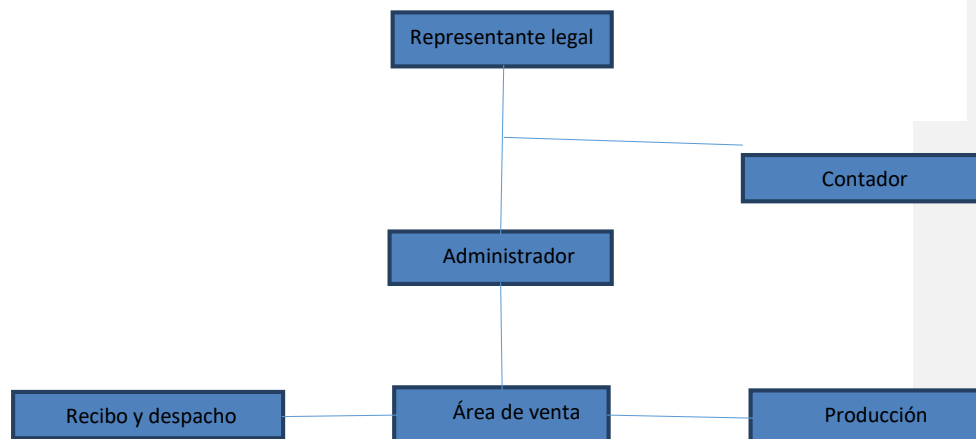 Representante legal
Contador
Administrador
Recibo y despacho
Área de venta
Producción